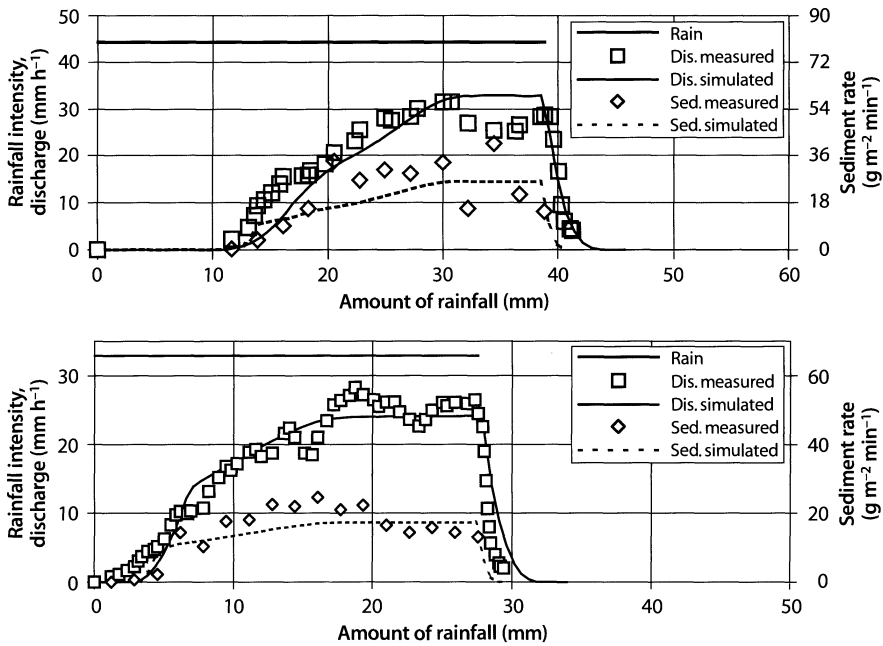 50
40
30
20
10
0
90
72
54
36
18
0
Rainfall intensity,
discharge (mm h⁻¹)
Sediment rate
(g m⁻² min⁻¹)
Rain
Dis. measured
Dis. simulated
Sed. measured
Sed. simulated
0 10 20 30 40 50 60
Amount of rainfall (mm)
30
20
10
0
60
40
20
0
Rainfall intensity,
discharge (mm h⁻¹)
Sediment rate
(g m⁻² min⁻¹)
Rain
Dis. measured
Dis. simulated
Sed. measured
Sed. simulated
0 10 20 30 40 50
Amount of rainfall (mm)